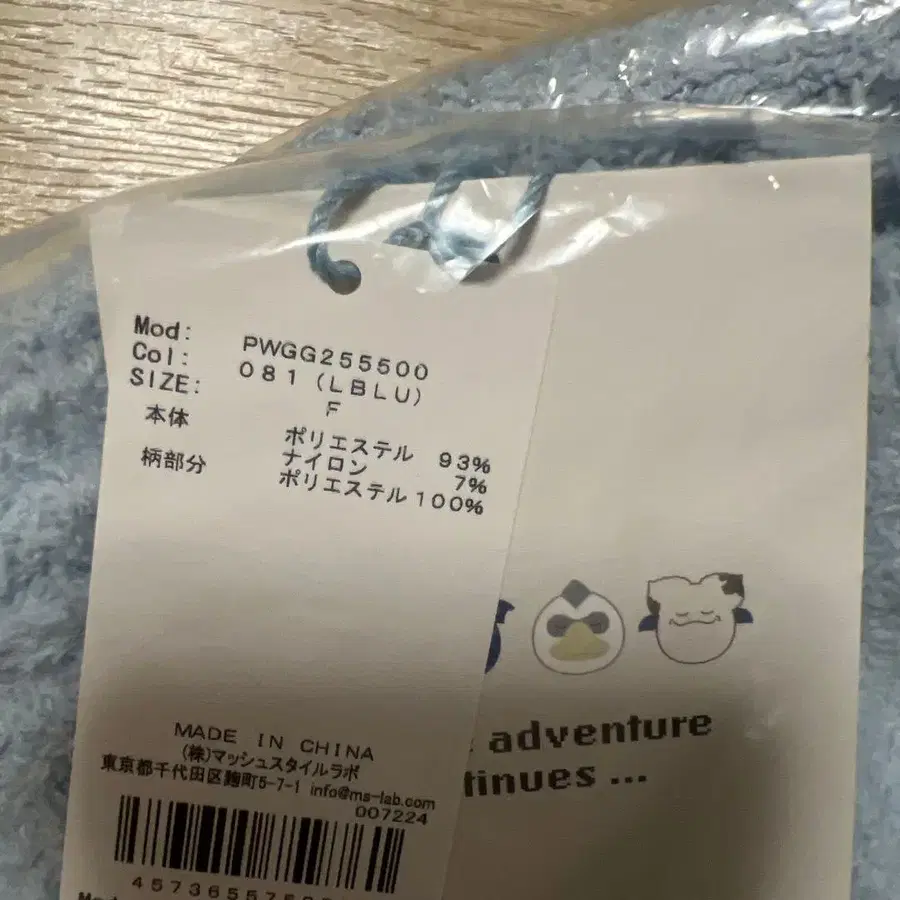 Mod: PWGG255500
Col: 081 (LBLU)
SIZE: F
本体 ポリエステル 93%
ナイロン 7%
柄部分 ポリエステル 100%
MADE IN CHINA
(株)マッシュスタイルラボ
東京都千代田区麹町5-7-1 info@ms-lab.com
007224
adventure
tinues ...